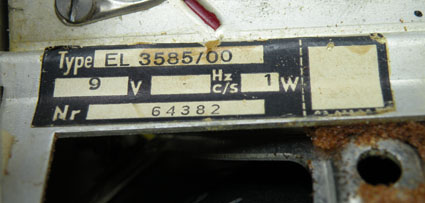 Type EL 3585/00
9 V Hz c/s 1 W
Nr 64382